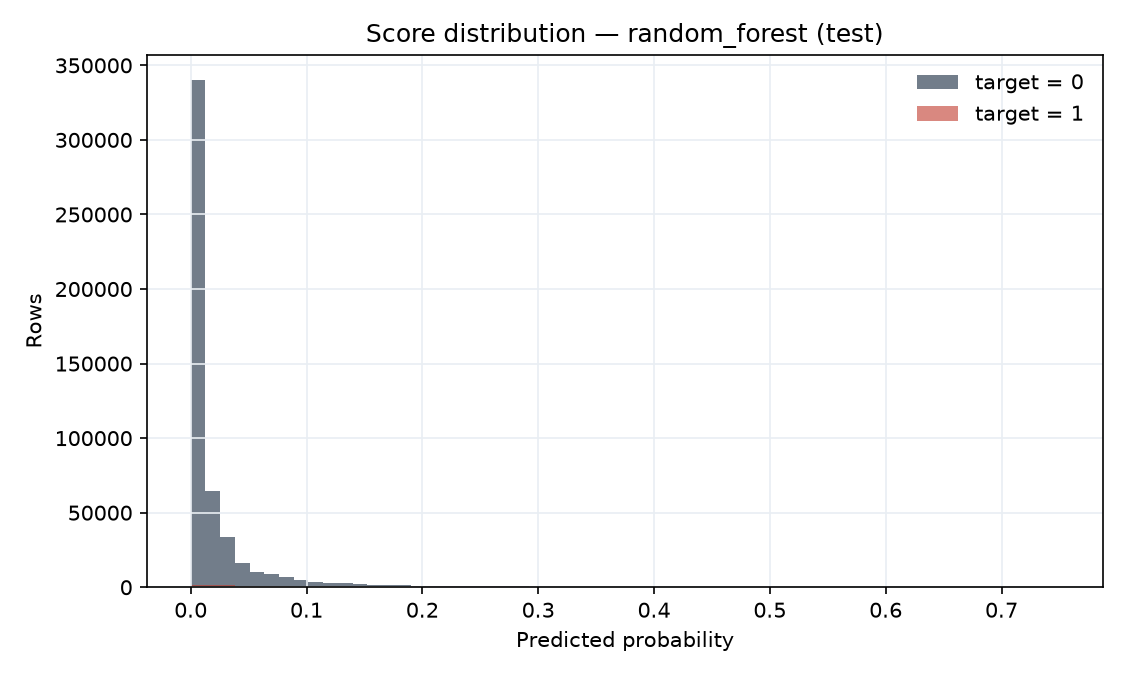 Score distribution — random_forest (test)
target = 0
target = 1
350000
300000
250000
200000
150000
100000
50000
0
Rows
0.0 0.1 0.2 0.3 0.4 0.5 0.6 0.7
Predicted probability